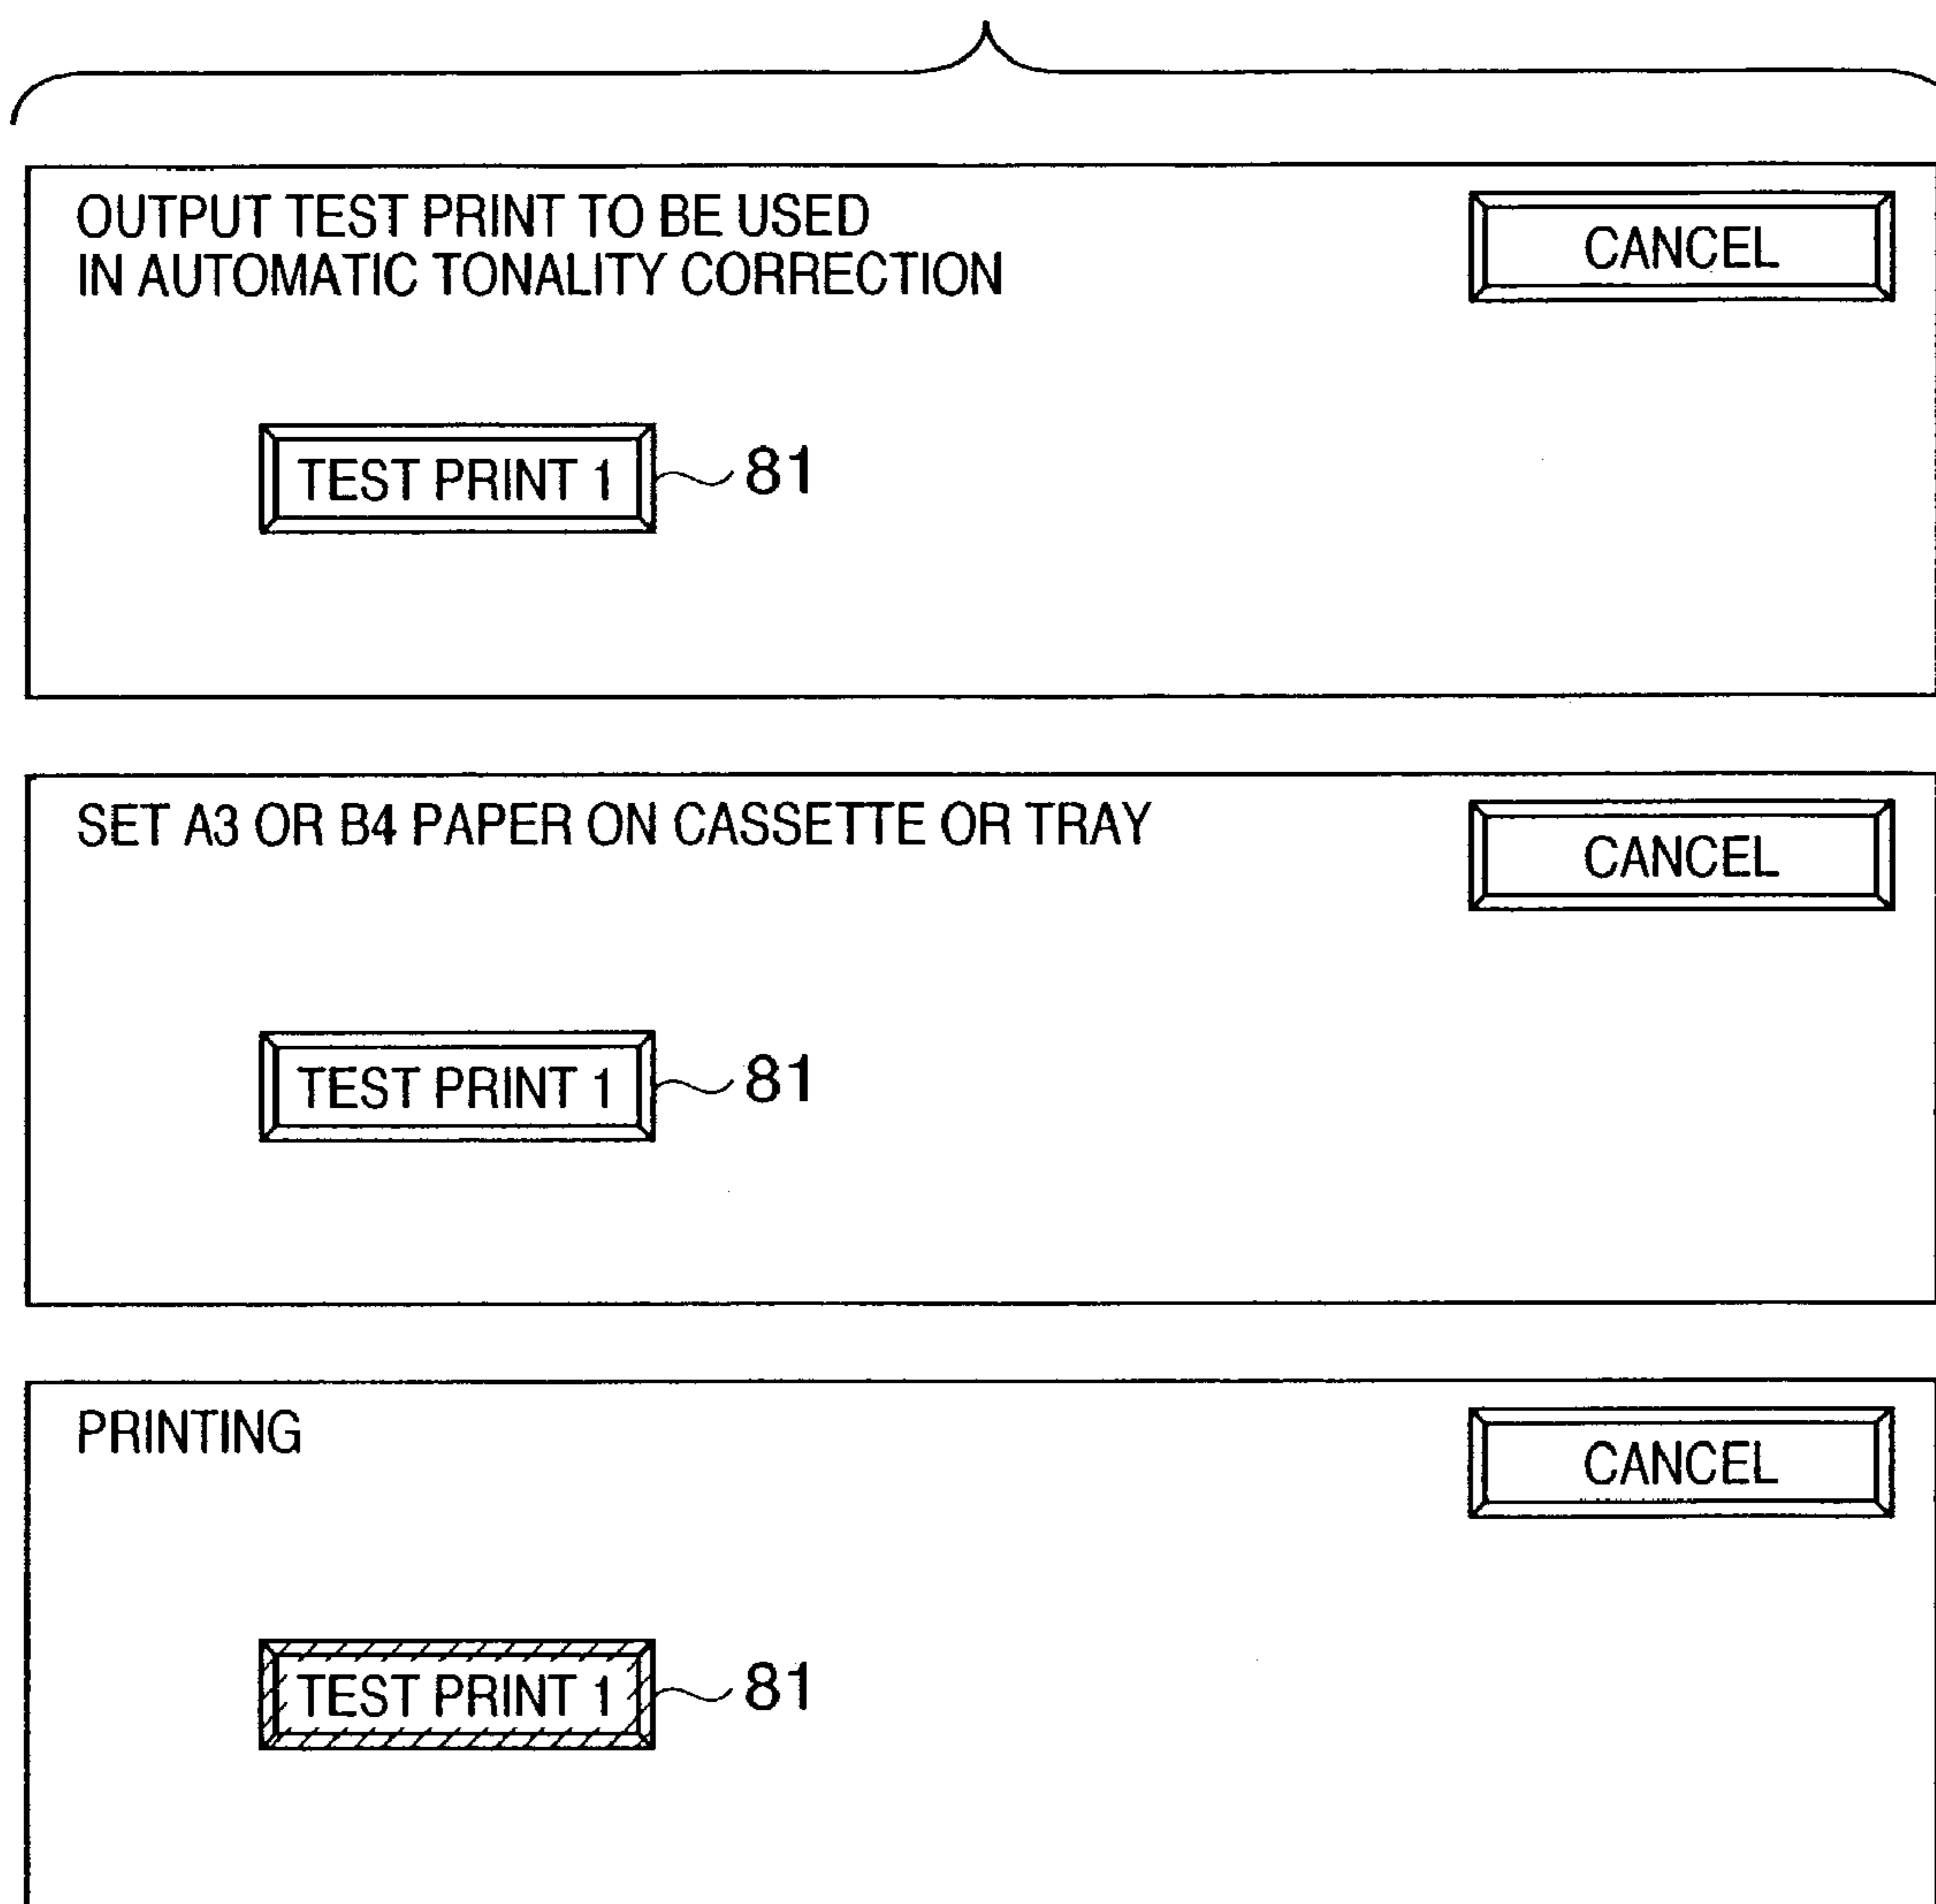 OUTPUT TEST PRINT TO BE USED
IN AUTOMATIC TONALITY CORRECTION
CANCEL
TEST PRINT 1
81
SET A3 OR B4 PAPER ON CASSETTE OR TRAY
CANCEL
TEST PRINT 1
81
PRINTING
CANCEL
TEST PRINT 1
81